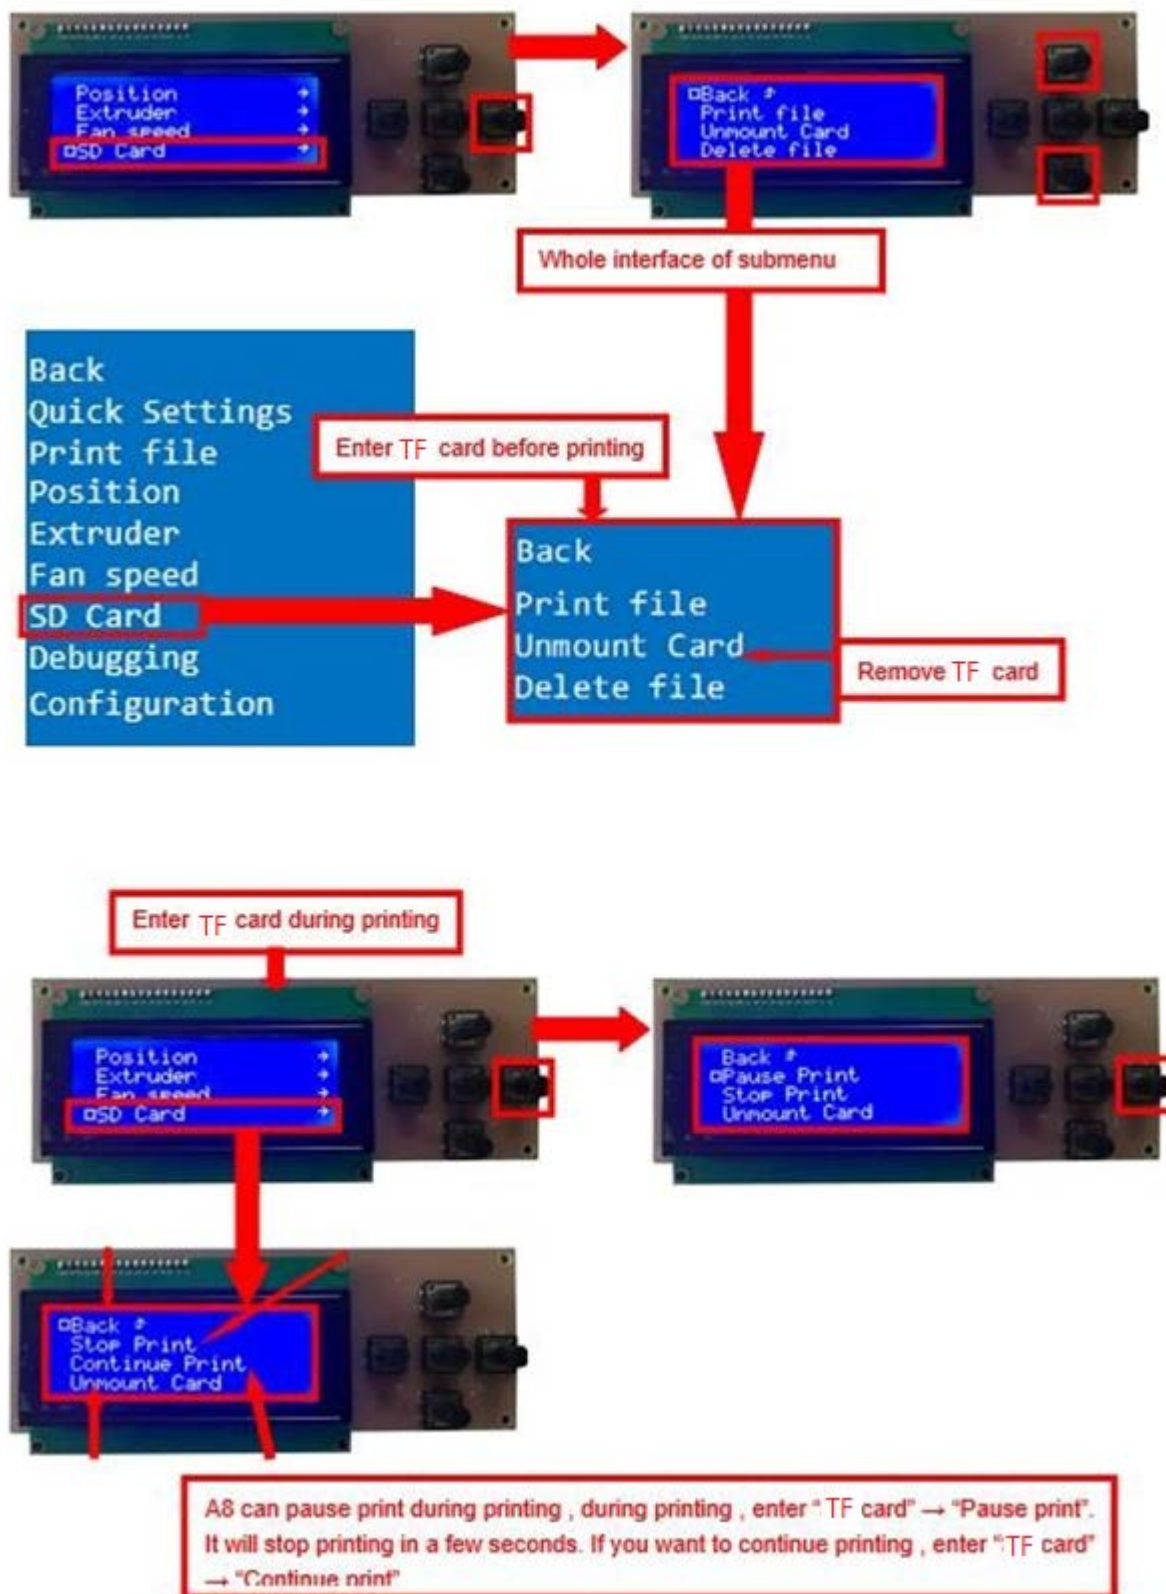 Position →
Extruder →
Fan speed →
SD Card →
Back
Print file
Unmount Card
Delete file
Whole interface of submenu
Back
Quick Settings
Print file
Position
Extruder
Fan speed
SD Card
Debugging
Configuration
Enter TF card before printing
Back
Print file
Unmount Card
Delete file
Remove TF card
Enter TF card during printing
Position →
Extruder →
Fan speed →
SD Card →
Back
Pause Print
Stop Print
Unmount Card
Back
Stop Print
Continue Print
Unmount Card
A8 can pause print during printing , during printing , enter “ TF card” → “Pause print”.
It will stop printing in a few seconds. If you want to continue printing , enter “TF card”
→ “Continue print”